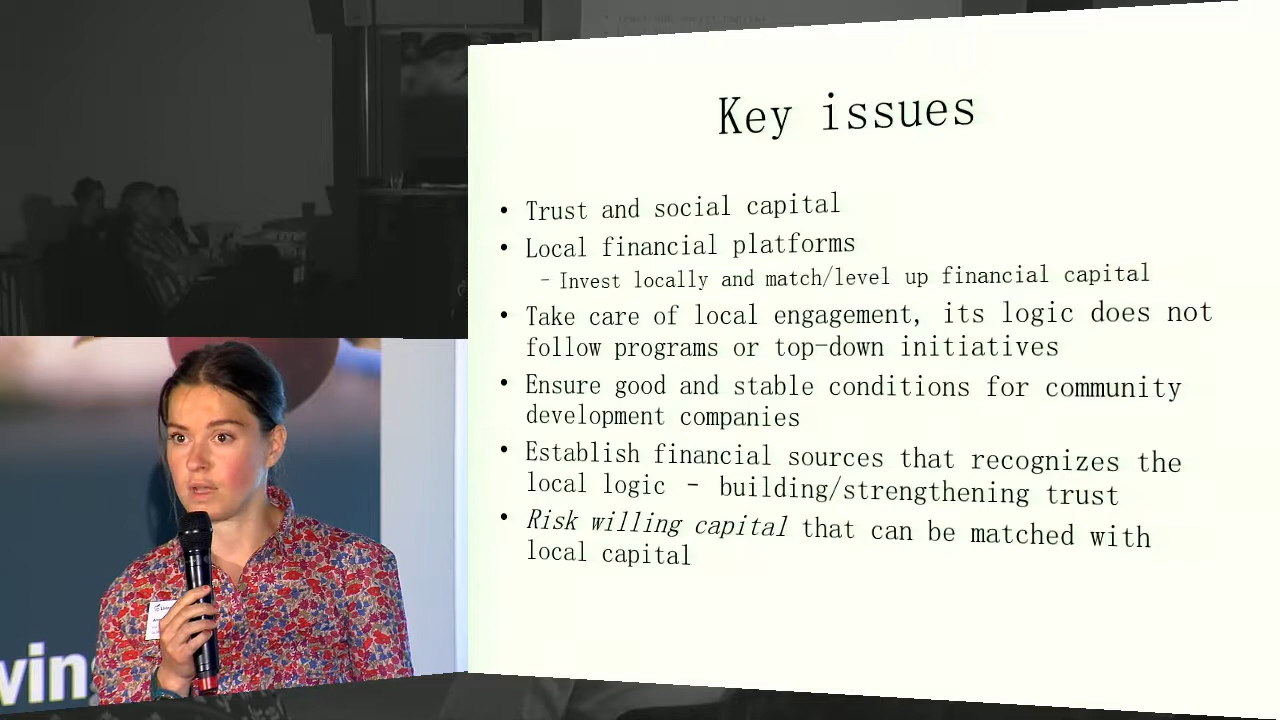 Key issues
• Trust and social capital
• Local financial platforms
– Invest locally and match/level up financial capital
• Take care of local engagement, its logic does not
follow programs or top-down initiatives
• Ensure good and stable conditions for community
development companies
• Establish financial sources that recognizes the
local logic – building/strengthening trust
• Risk willing capital that can be matched with
local capital